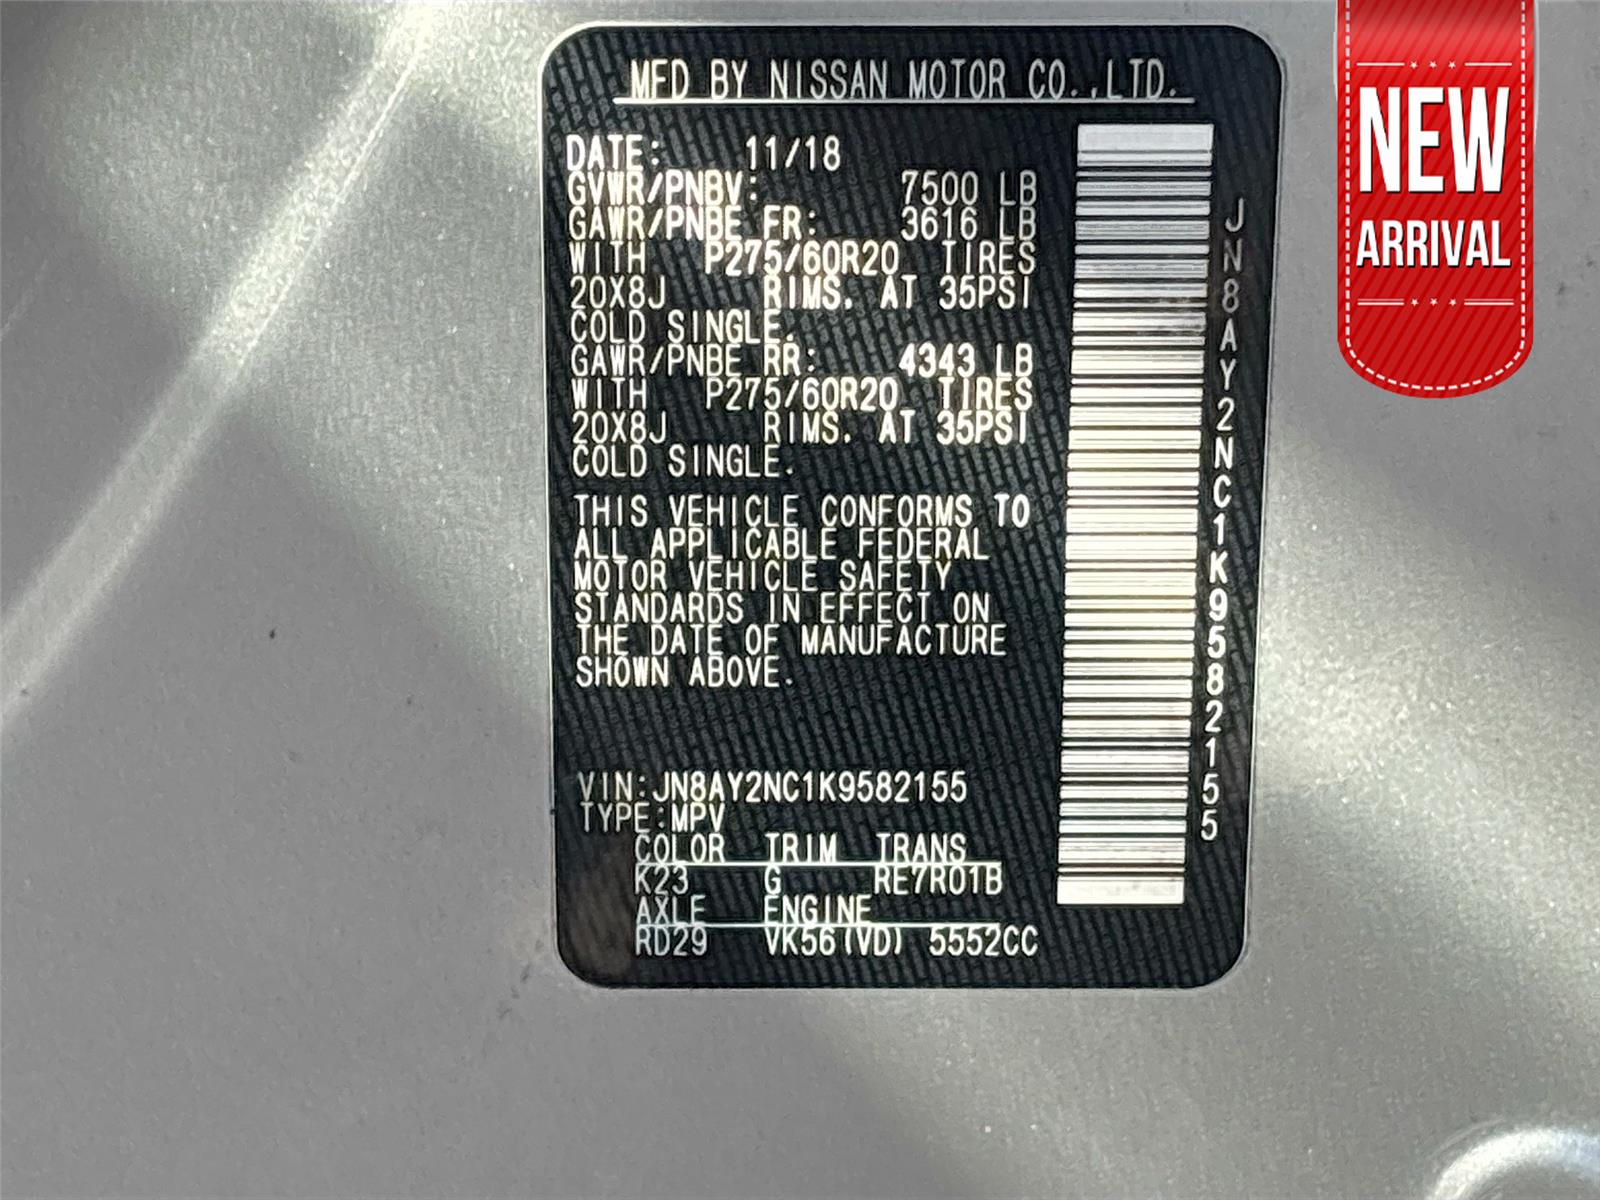 MFD BY NISSAN MOTOR CO.,LTD.
DATE: 11/18
GVWR/PNBV: 7500 LB
GAWR/PNBE FR: 3616 LB
WITH P275/60R20 TIRES
20X8J RIMS. AT 35PSI
COLD SINGLE.
GAWR/PNBE RR: 4343 LB
WITH P275/60R20 TIRES
20X8J RIMS. AT 35PSI
COLD SINGLE.
THIS VEHICLE CONFORMS TO
ALL APPLICABLE FEDERAL
MOTOR VEHICLE SAFETY
STANDARDS IN EFFECT ON
THE DATE OF MANUFACTURE
SHOWN ABOVE.
VIN:JN8AY2NC1K9582155
TYPE:MPV
COLOR TRIM TRANS
K23 G RE7R01B
AXLE ENGINE
RD29 VK56(VD) 5552CC
JN8AY2NC1K9582155
NEW
ARRIVAL